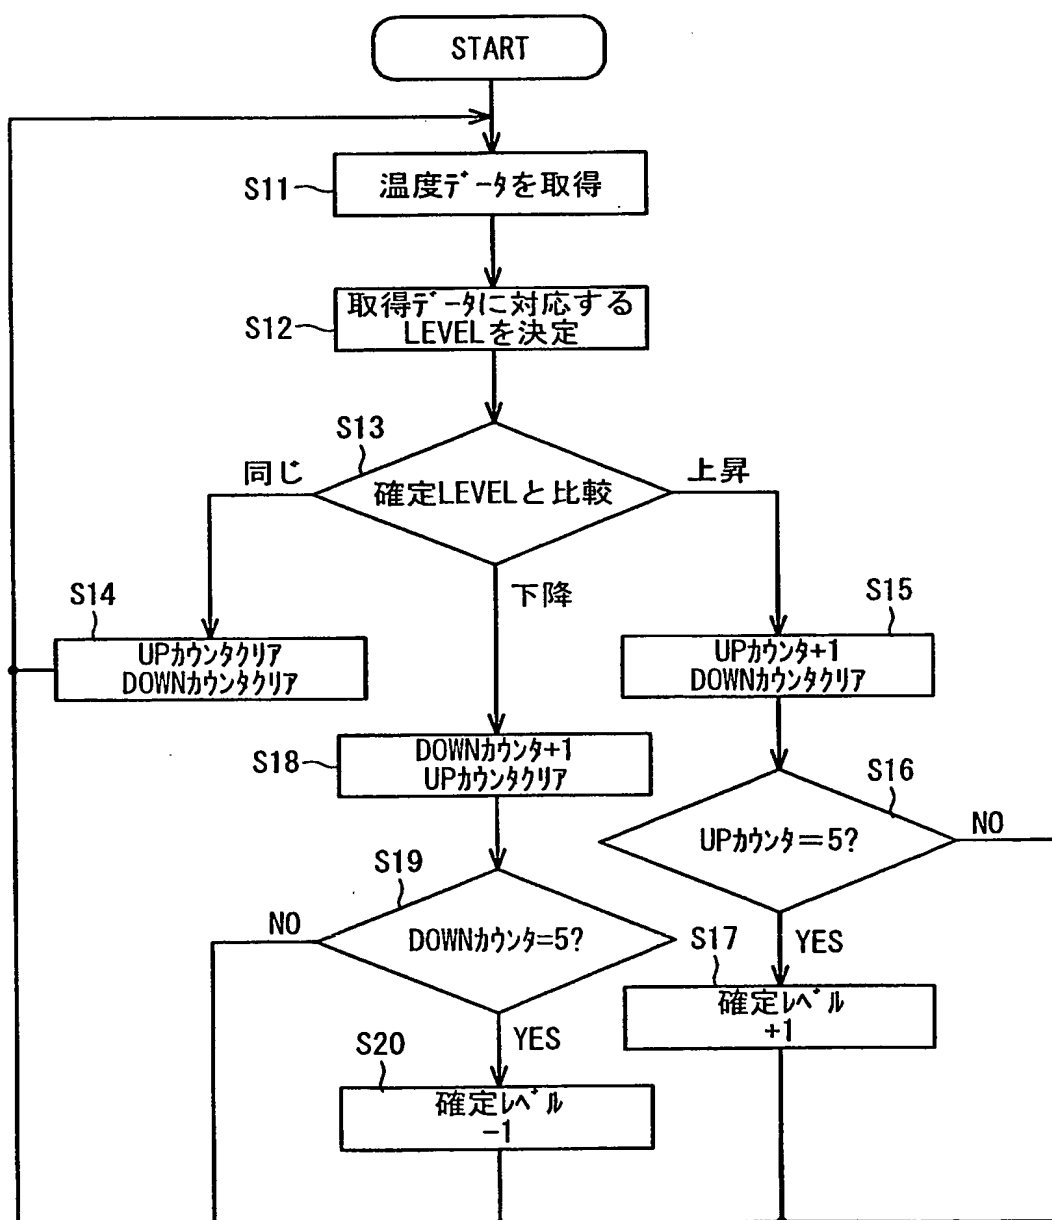 START
S11
温度ﾃﾞｰﾀを取得
S12
取得ﾃﾞｰﾀに対応する
LEVELを決定
S13
同じ
確定LEVELと比較
上昇
下降
S14
UPｶｳﾝﾀｸﾘｱ
DOWNｶｳﾝﾀｸﾘｱ
S15
UPｶｳﾝﾀ+1
DOWNｶｳﾝﾀｸﾘｱ
S18
DOWNｶｳﾝﾀ+1
UPｶｳﾝﾀｸﾘｱ
S16
UPｶｳﾝﾀ=5?
NO
YES
S19
NO
DOWNｶｳﾝﾀ=5?
YES
S17
確定ﾚﾍﾞﾙ
+1
S20
確定ﾚﾍﾞﾙ
-1